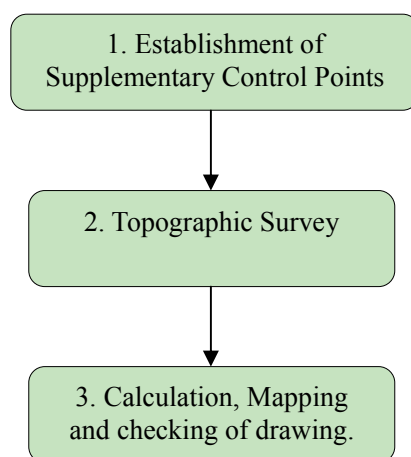 1. Establishment of
Supplementary Control Points
2. Topographic Survey
3. Calculation, Mapping
and checking of drawing.